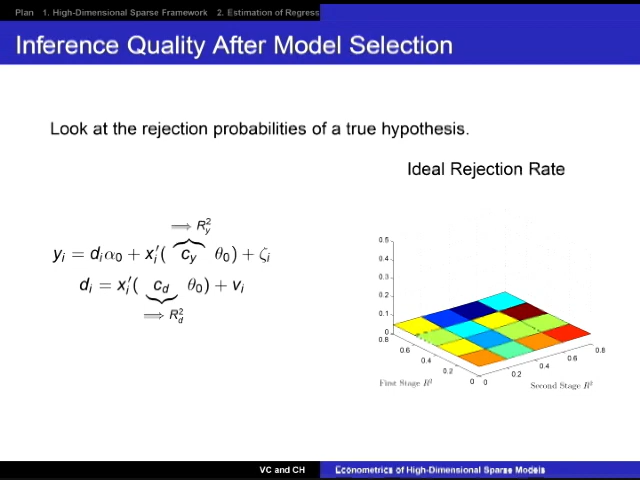 Plan 1. High-Dimensional Sparse Framework 2. Estimation of Regress
Inference Quality After Model Selection
Look at the rejection probabilities of a true hypothesis.
Ideal Rejection Rate
⟹ R²_y
y_i = d_iα_0 + x_i′( c_y θ_0) + ζ_i
d_i = x_i′( c_d θ_0) + v_i
⟹ R²_d
0.5
0.4
0.3
0.2
0.1
0
0.8
0.6
0.4
0.2
0
0
0.2
0.4
0.6
0.8
First Stage R²
Second Stage R²
VC and CH Econometrics of High-Dimensional Sparse Models